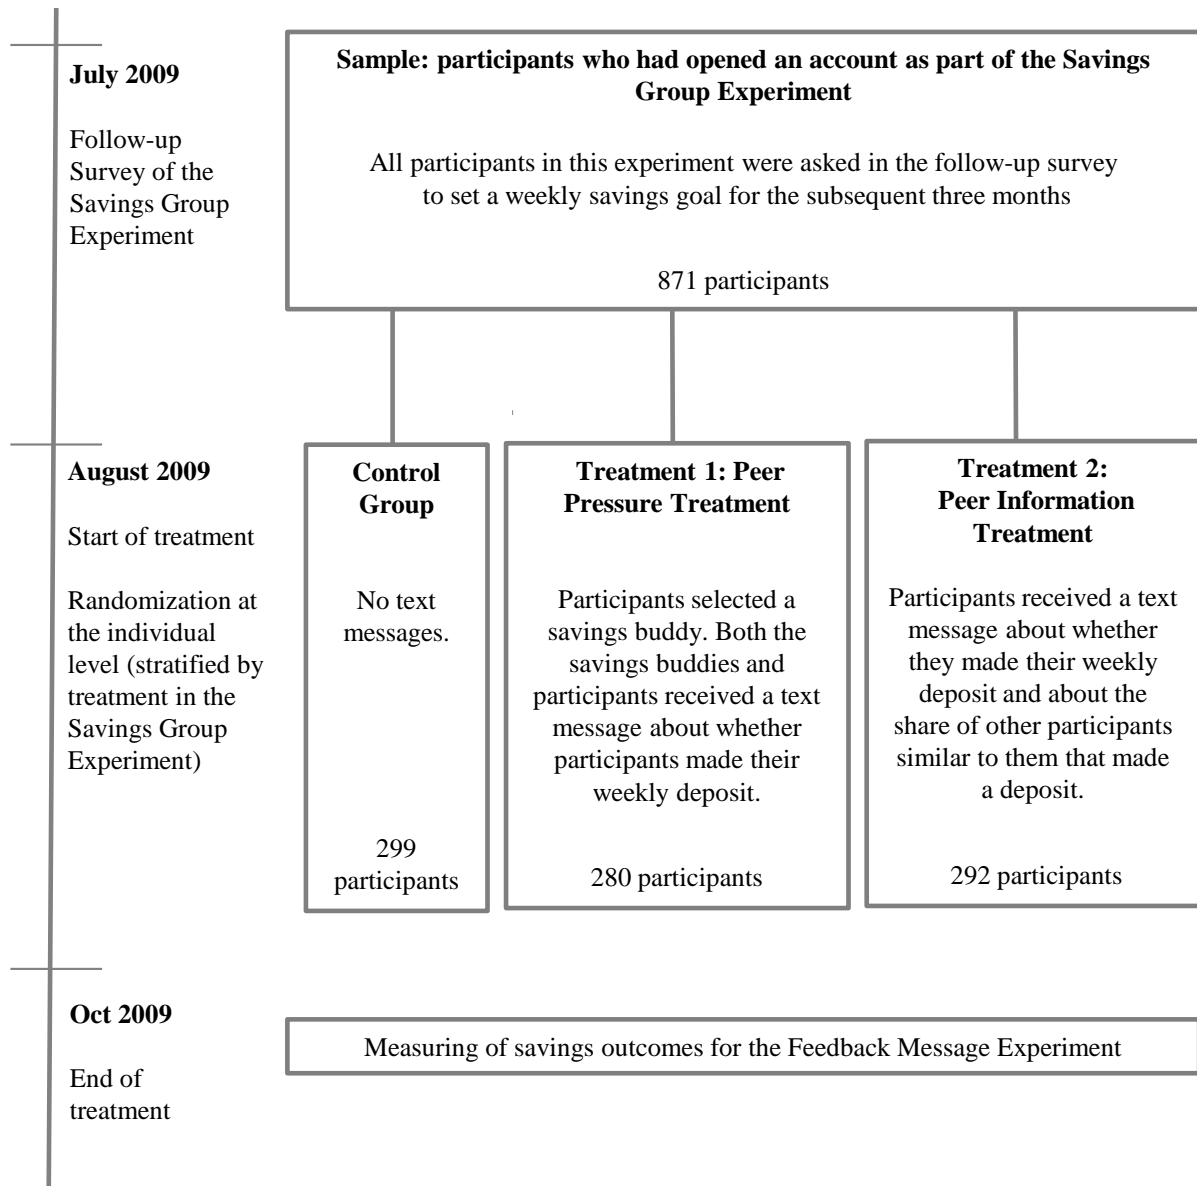 July 2009
Follow-up
Survey of the
Savings Group
Experiment
Sample: participants who had opened an account as part of the Savings
Group Experiment
All participants in this experiment were asked in the follow-up survey
to set a weekly savings goal for the subsequent three months
871 participants
August 2009
Start of treatment
Randomization at
the individual
level (stratified by
treatment in the
Savings Group
Experiment)
Control
Group
No text
messages.
299
participants
Treatment 1: Peer
Pressure Treatment
Participants selected a
savings buddy. Both the
savings buddies and
participants received a text
message about whether
participants made their
weekly deposit.
280 participants
Treatment 2:
Peer Information
Treatment
Participants received a text
message about whether
they made their weekly
deposit and about the
share of other participants
similar to them that made
a deposit.
292 participants
Oct 2009
End of
treatment
Measuring of savings outcomes for the Feedback Message Experiment